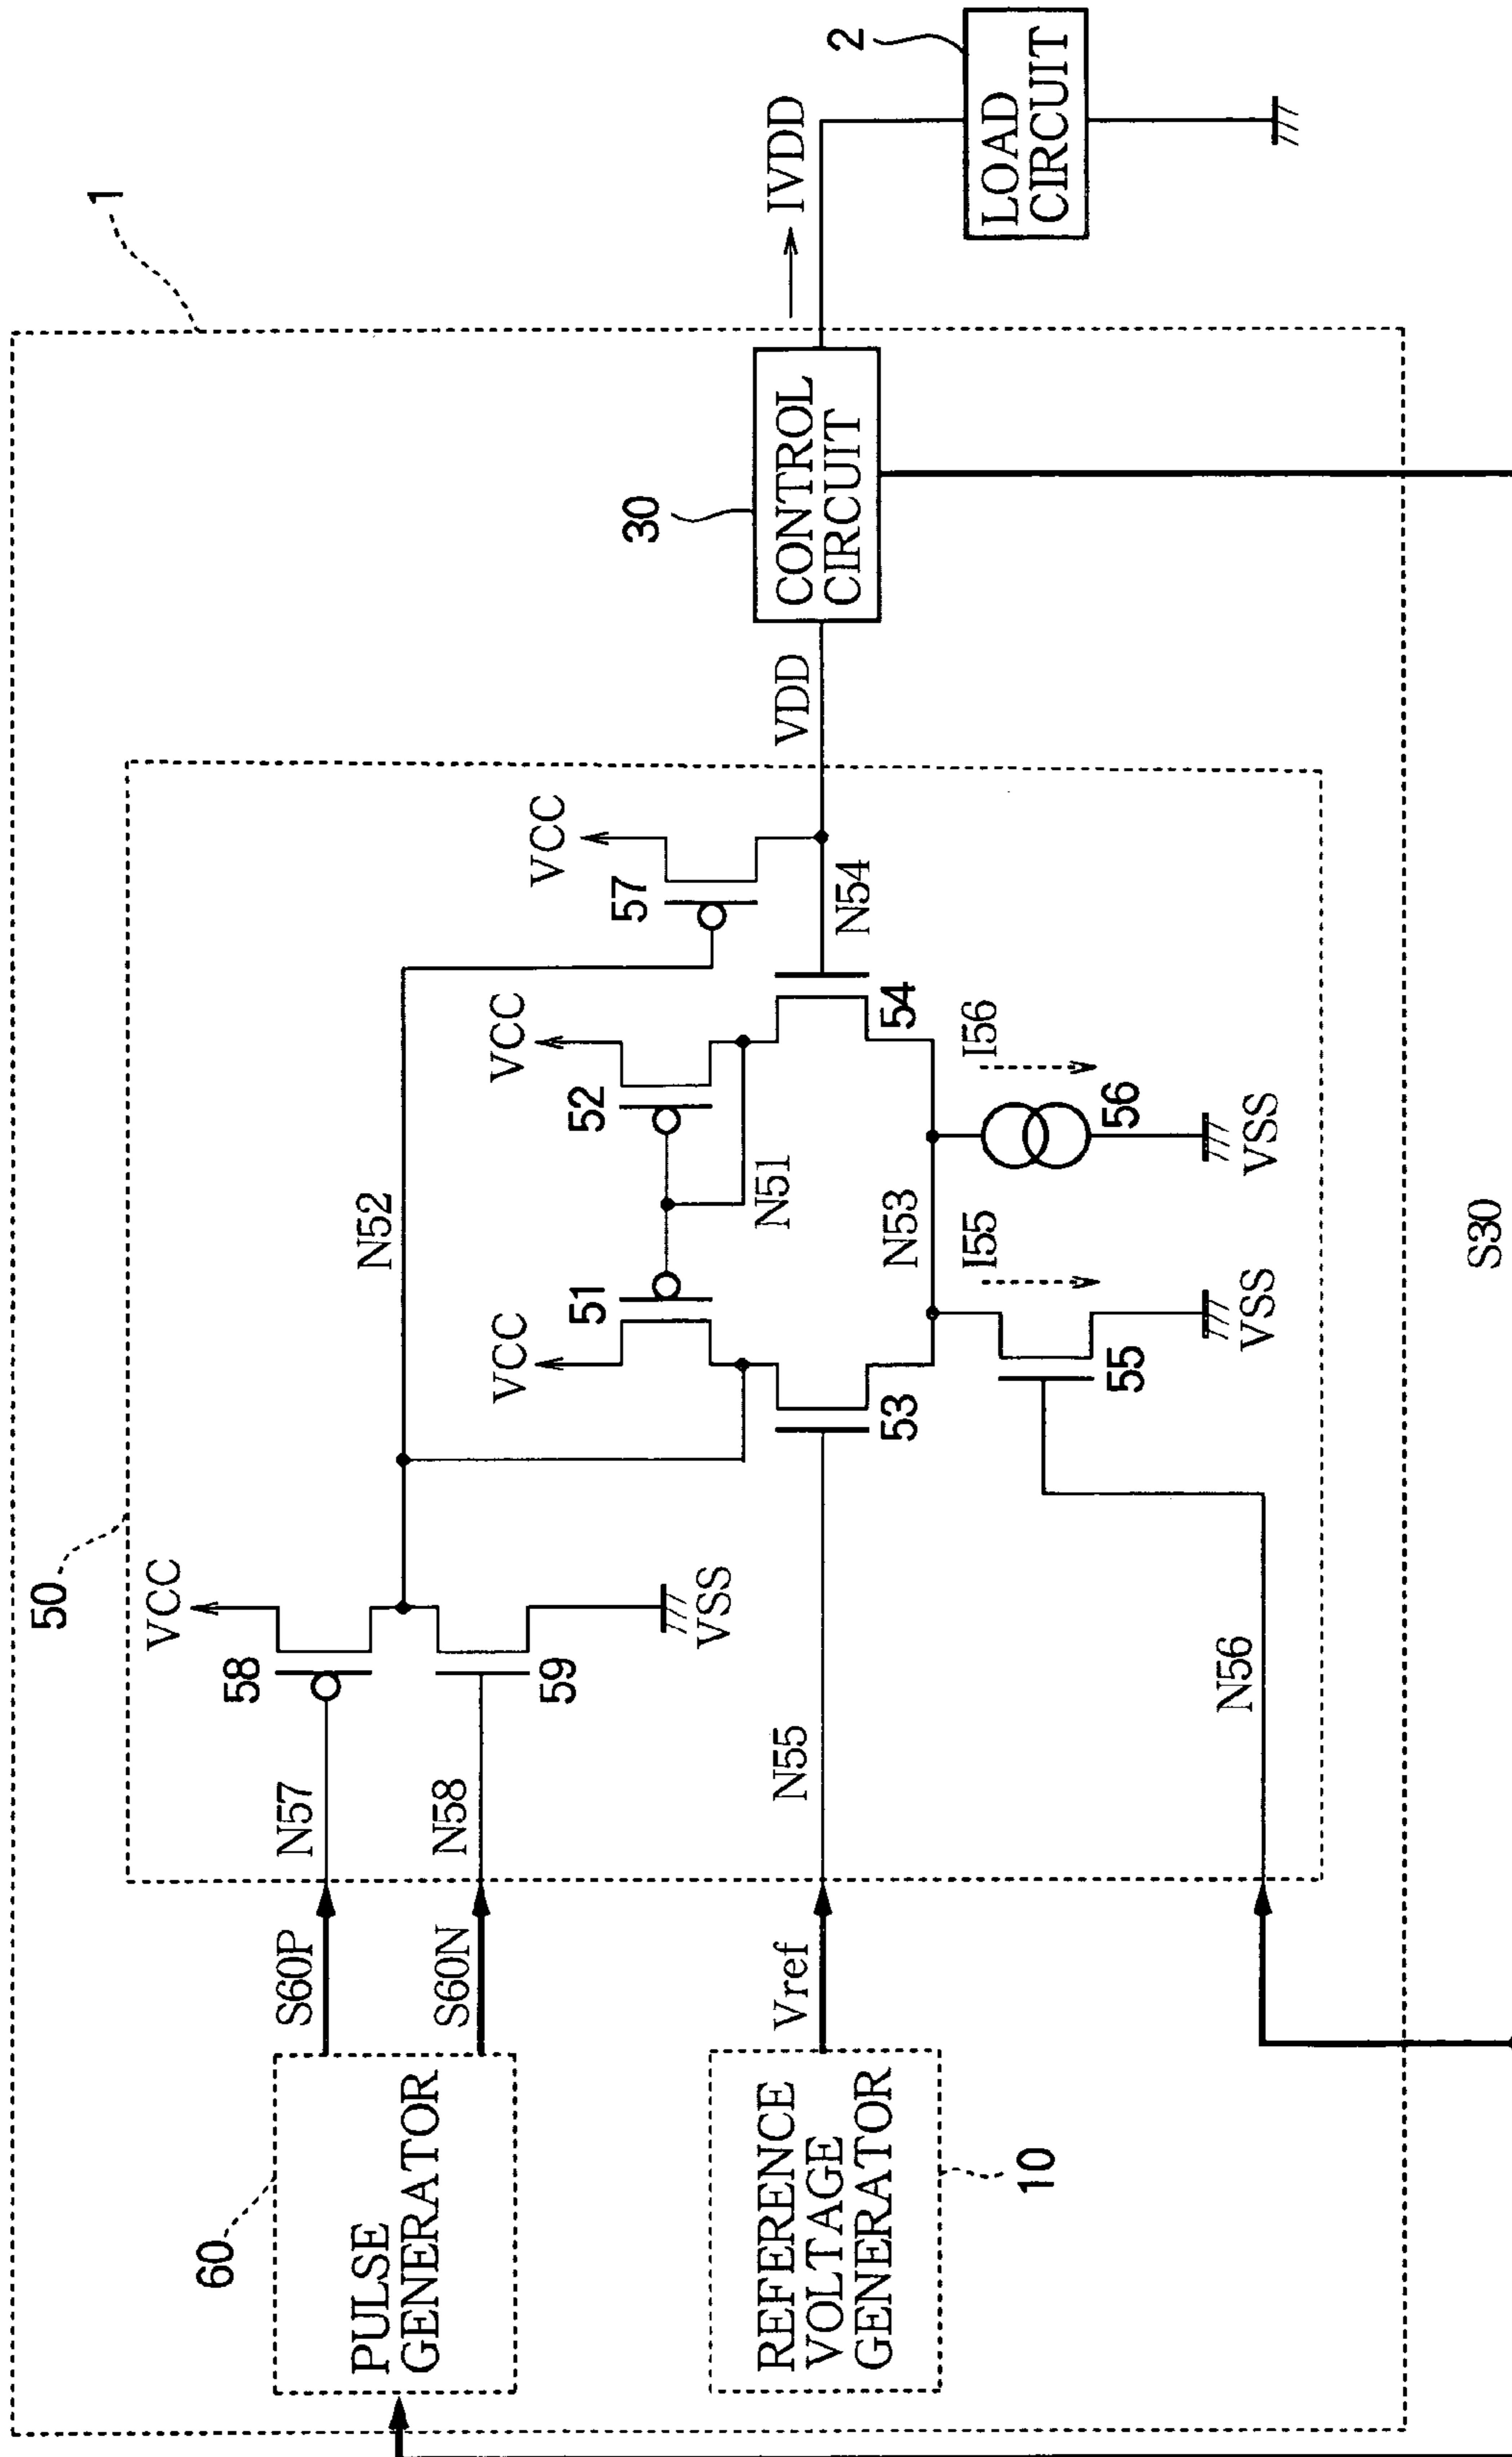 1
50
VCC
58
59
VSS
N52
VCC
51
VCC
52
N51
VCC
57
60
PULSE
GENERATOR
S60P
N57
S60N
N58
REFERENCE
VOLTAGE
GENERATOR
10
Vref
N55
53
N53
54
N54
VDD
30
CONTROL
CIRCUIT
IVDD
2
LOAD
CIRCUIT
I55
I56
55
56
VSS
VSS
N56
S30